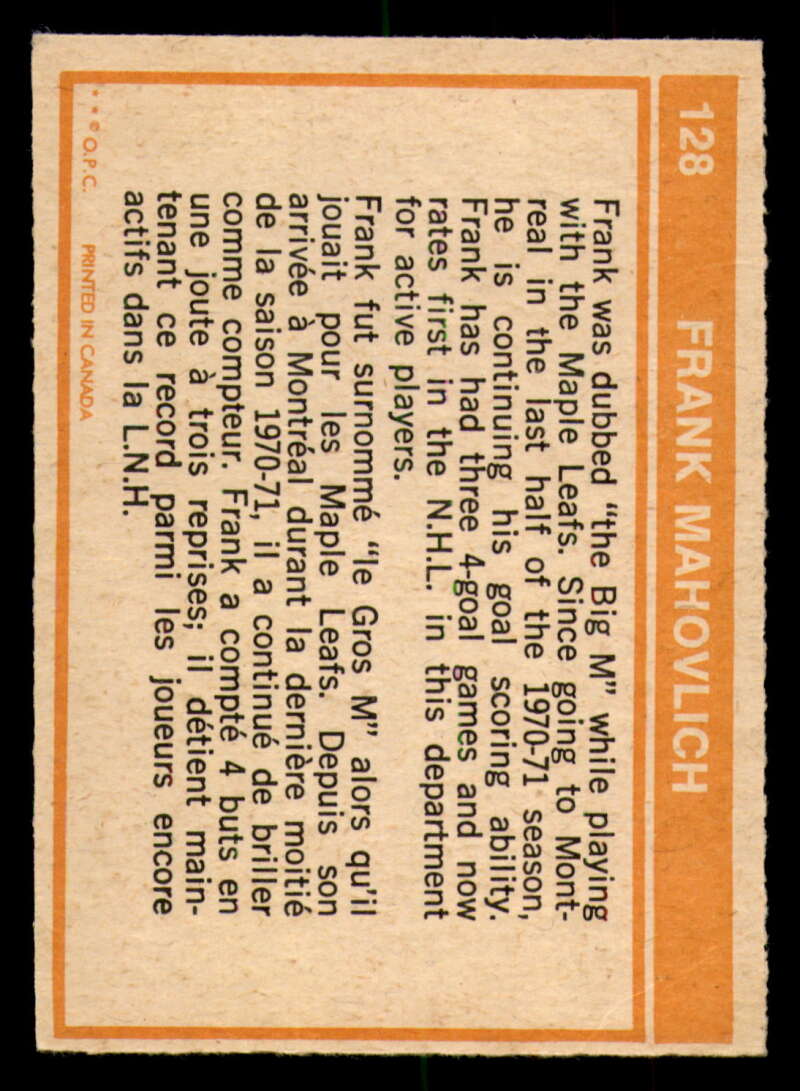 128 FRANK MAHOVLICH
Frank was dubbed “the Big M” while playing
with the Maple Leafs. Since going to Mont-
real in the last half of the 1970-71 season,
he is continuing his goal scoring ability.
Frank has had three 4-goal games and now
rates first in the N.H.L. in this department
for active players.
Frank fut surnommé “le Gros M” alors qu’il
jouait pour les Maple Leafs. Depuis son
arrivée à Montréal durant la dernière moitié
de la saison 1970-71, il a continué de briller
comme compteur. Frank a compté 4 buts en
une joute à trois reprises; il détient main-
tenant ce record parmi les joueurs encore
actifs dans la L.N.H.
* * © O.P.C. PRINTED IN CANADA